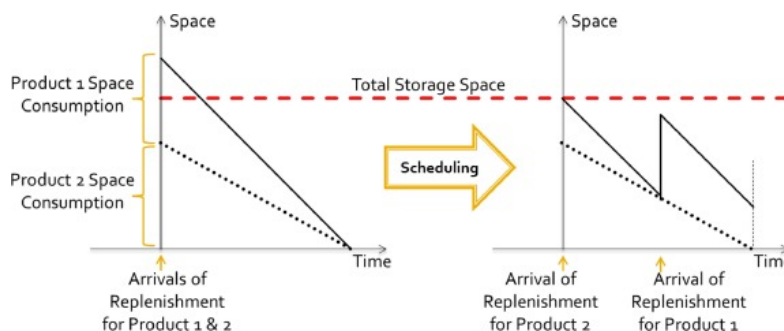 Space
Product 1 Space
Consumption
Product 2 Space
Consumption
Time
Arrivals of
Replenishment
for Product 1 & 2
Total Storage Space
Scheduling
Space
Time
Arrival of
Replenishment
for Product 2
Arrival of
Replenishment
for Product 1